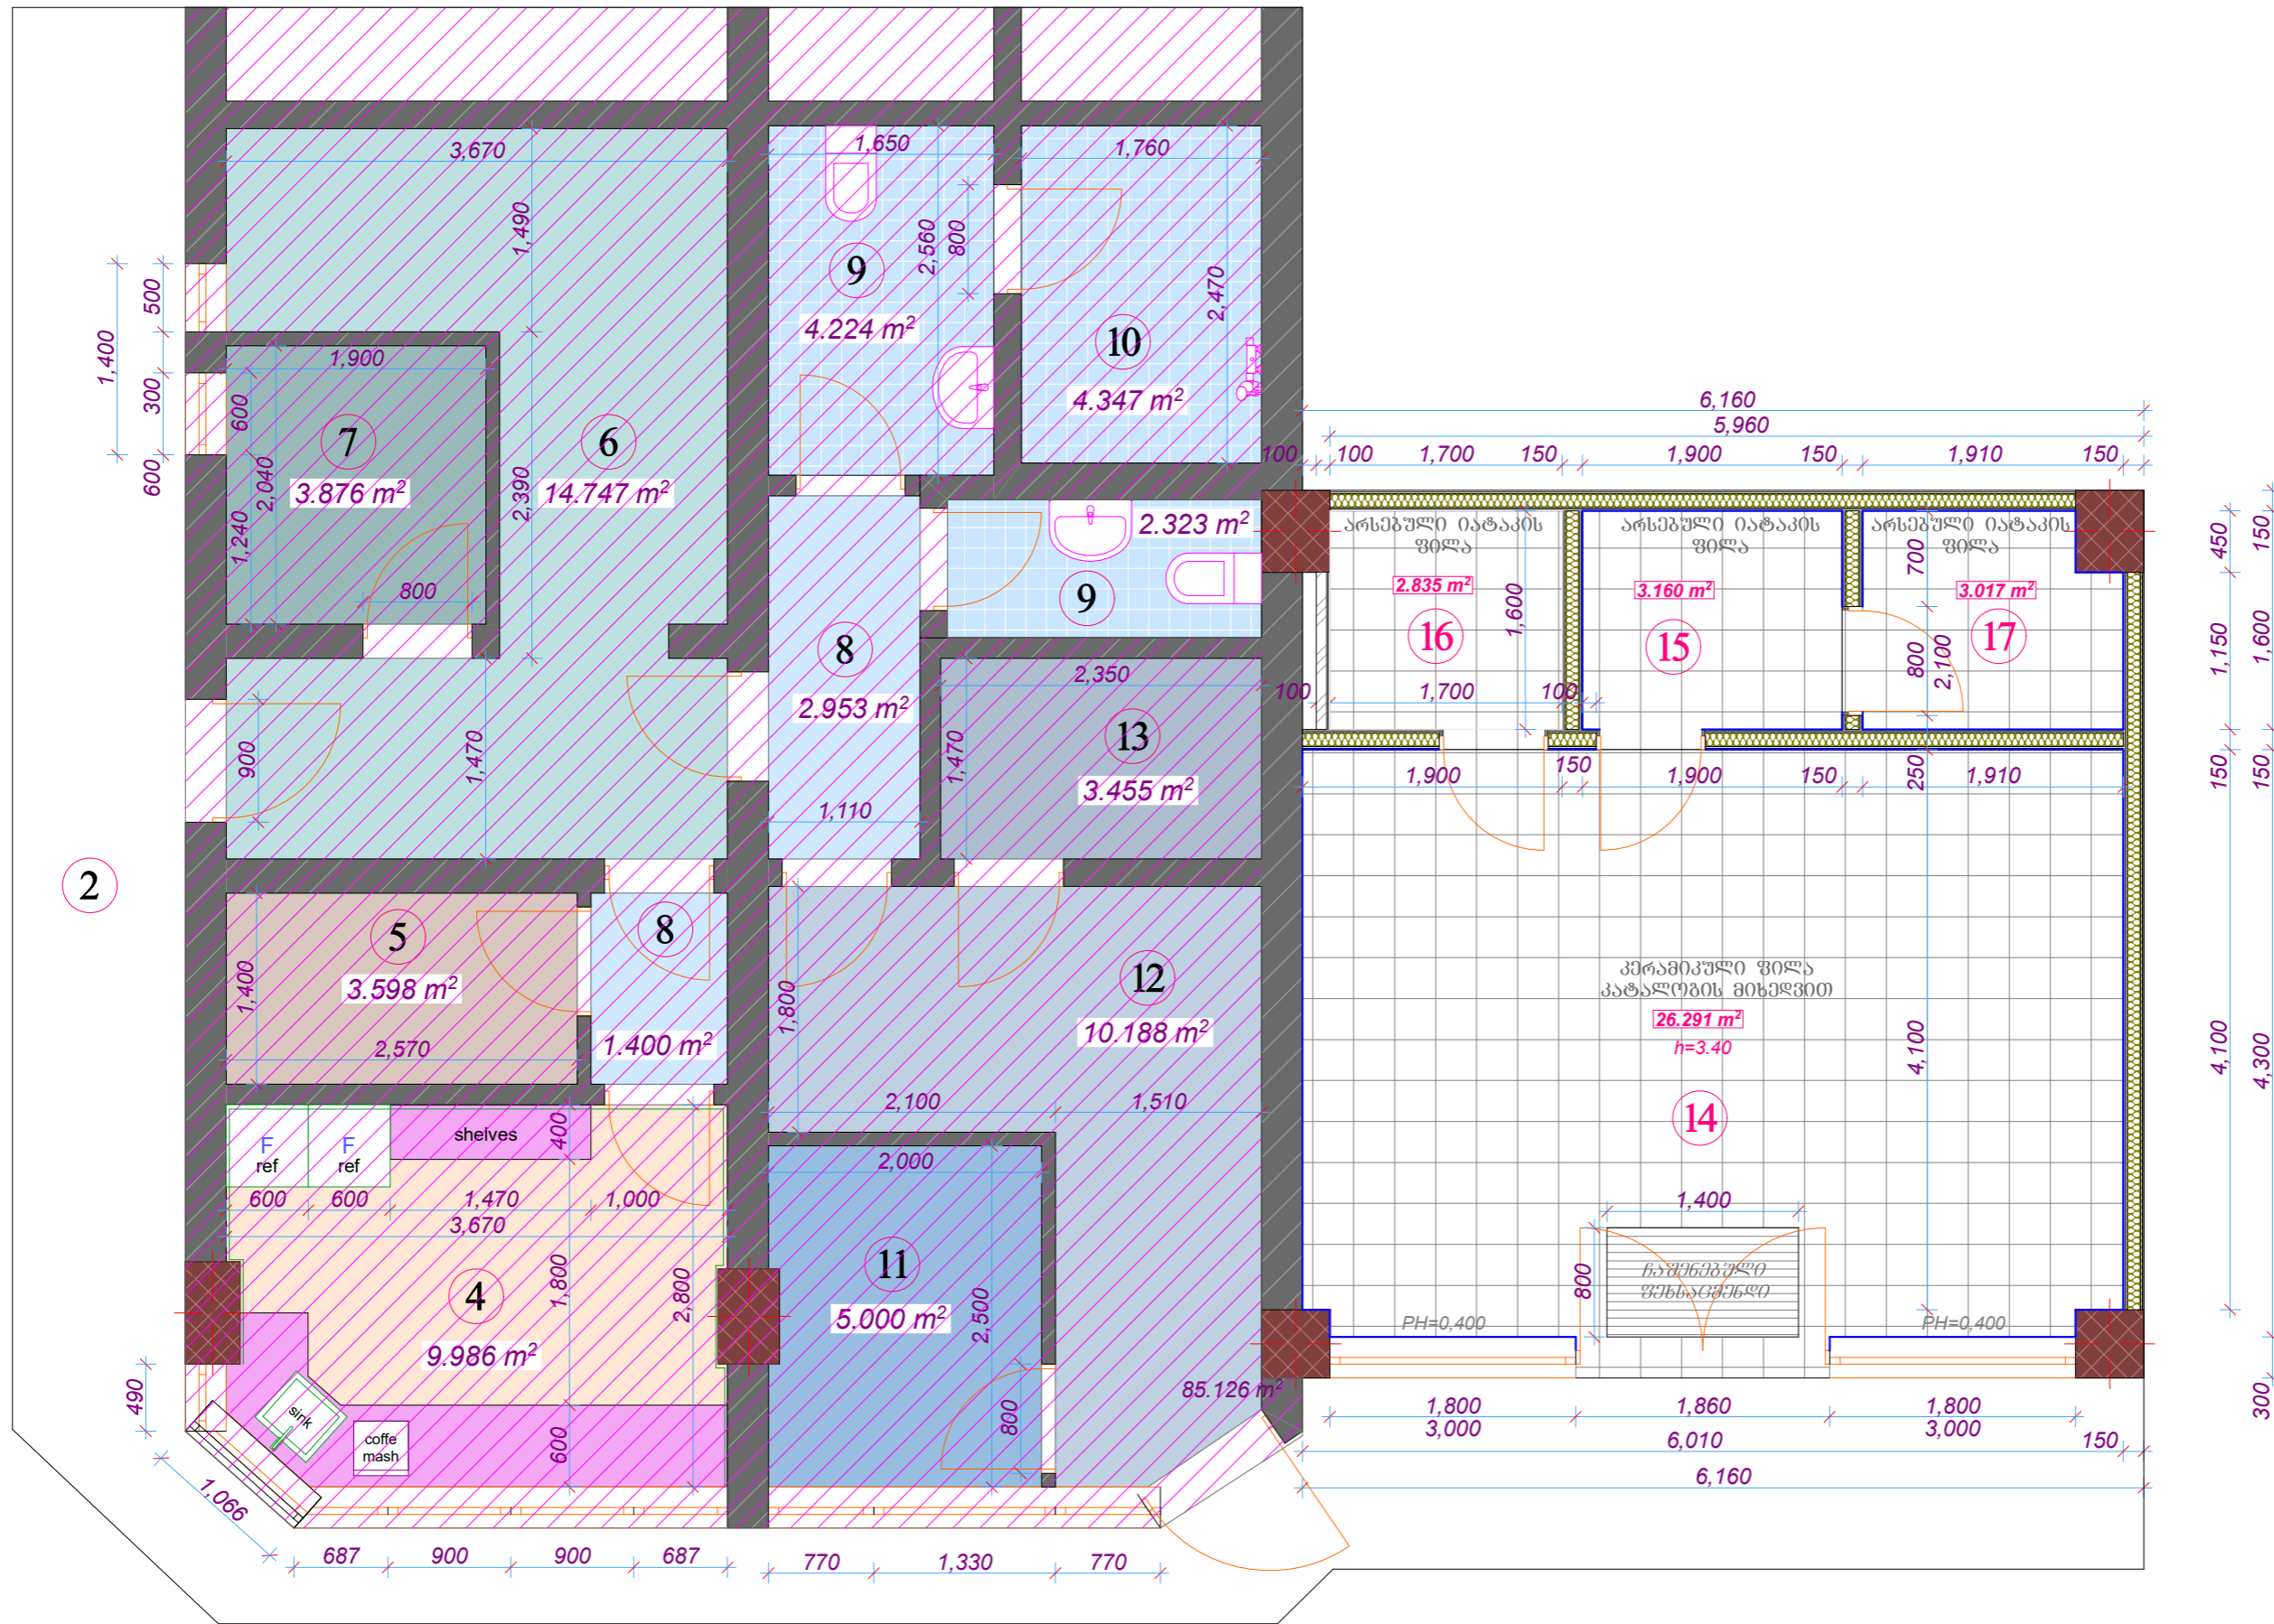 3,670
1,650
1,760
1,490
2,560
800
2,470
500
1,400
300
600
600
1,900
2,040
1,240
2,390
800
9
4.224 m²
10
4.347 m²
7
3.876 m²
6
14.747 m²
6,160
5,960
100
100
1,700
150
1,900
150
1,910
150
2.323 m²
9
არსებული იატაკის
ფილა
არსებული იატაკის
ფილა
არსებული იატაკის
ფილა
450
150
700
2.835 m²
3.160 m²
3.017 m²
16
15
17
1,600
800
2,100
1,150
1,600
8
2.953 m²
2,350
100
1,700
100
13
3.455 m²
1,470
1,470
900
1,110
1,900
150
1,900
150
250
1,910
150
150
2
5
3.598 m²
1,400
2,570
8
1.400 m²
1,800
12
10.188 m²
კერამიკული ფილა
კატალოგის მიხედვით
26.291 m²
h=3.40
14
4,100
4,100
4,300
2,100
1,510
F
ref
F
ref
shelves
400
600
600
1,470
1,000
3,670
2,000
4
9.986 m²
1,800
2,800
11
5.000 m²
2,500
1,400
800
ჩაშენებული
ფეხსაწმენდი
PH=0,400
PH=0,400
85.126 m²
490
sink
coffe
mash
600
800
1,800
3,000
1,860
1,800
3,000
300
6,010
150
6,160
1,066
687
900
900
687
770
1,330
770